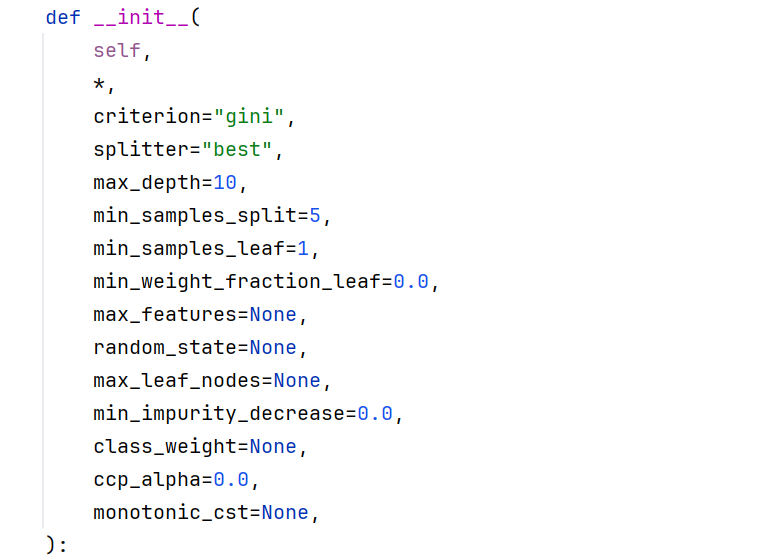 def __init__(
    self,
    *,
    criterion="gini",
    splitter="best",
    max_depth=10,
    min_samples_split=5,
    min_samples_leaf=1,
    min_weight_fraction_leaf=0.0,
    max_features=None,
    random_state=None,
    max_leaf_nodes=None,
    min_impurity_decrease=0.0,
    class_weight=None,
    ccp_alpha=0.0,
    monotonic_cst=None,
):